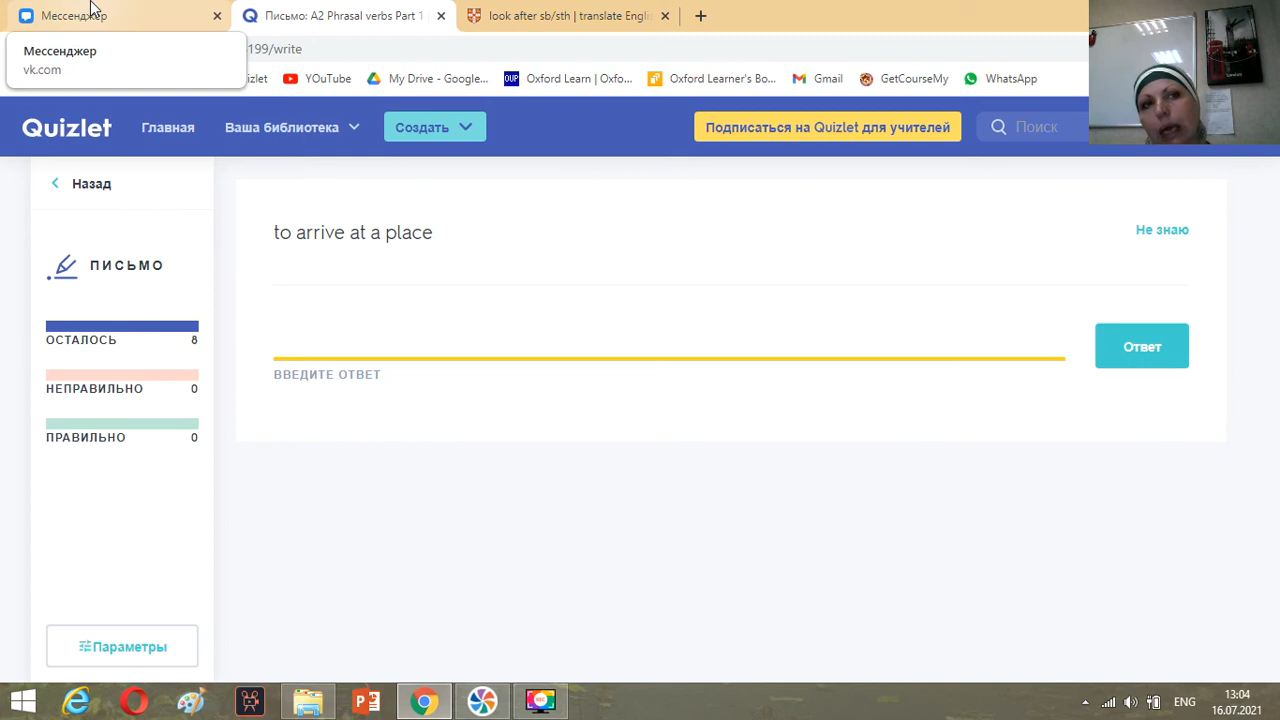 Мессенджер
Письмо: A2 Phrasal verbs Part 1
look after sb/sth | translate Engli
Мессенджер
vk.com
199/write
izlet
YOUTube
My Drive - Google...
OUP
Oxford Learn | Oxfo...
Oxford Learner's Bo...
Gmail
GetCourseMy
WhatsApp
Quizlet
Главная
Ваша библиотека
Создать
Подписаться на Quizlet для учителей
Поиск
Назад
to arrive at a place
Не знаю
ПИСЬМО
ОСТАЛОСЬ 8
Ответ
ВВЕДИТЕ ОТВЕТ
НЕПРАВИЛЬНО 0
ПРАВИЛЬНО 0
Параметры
ENG
13:04
16.07.2021